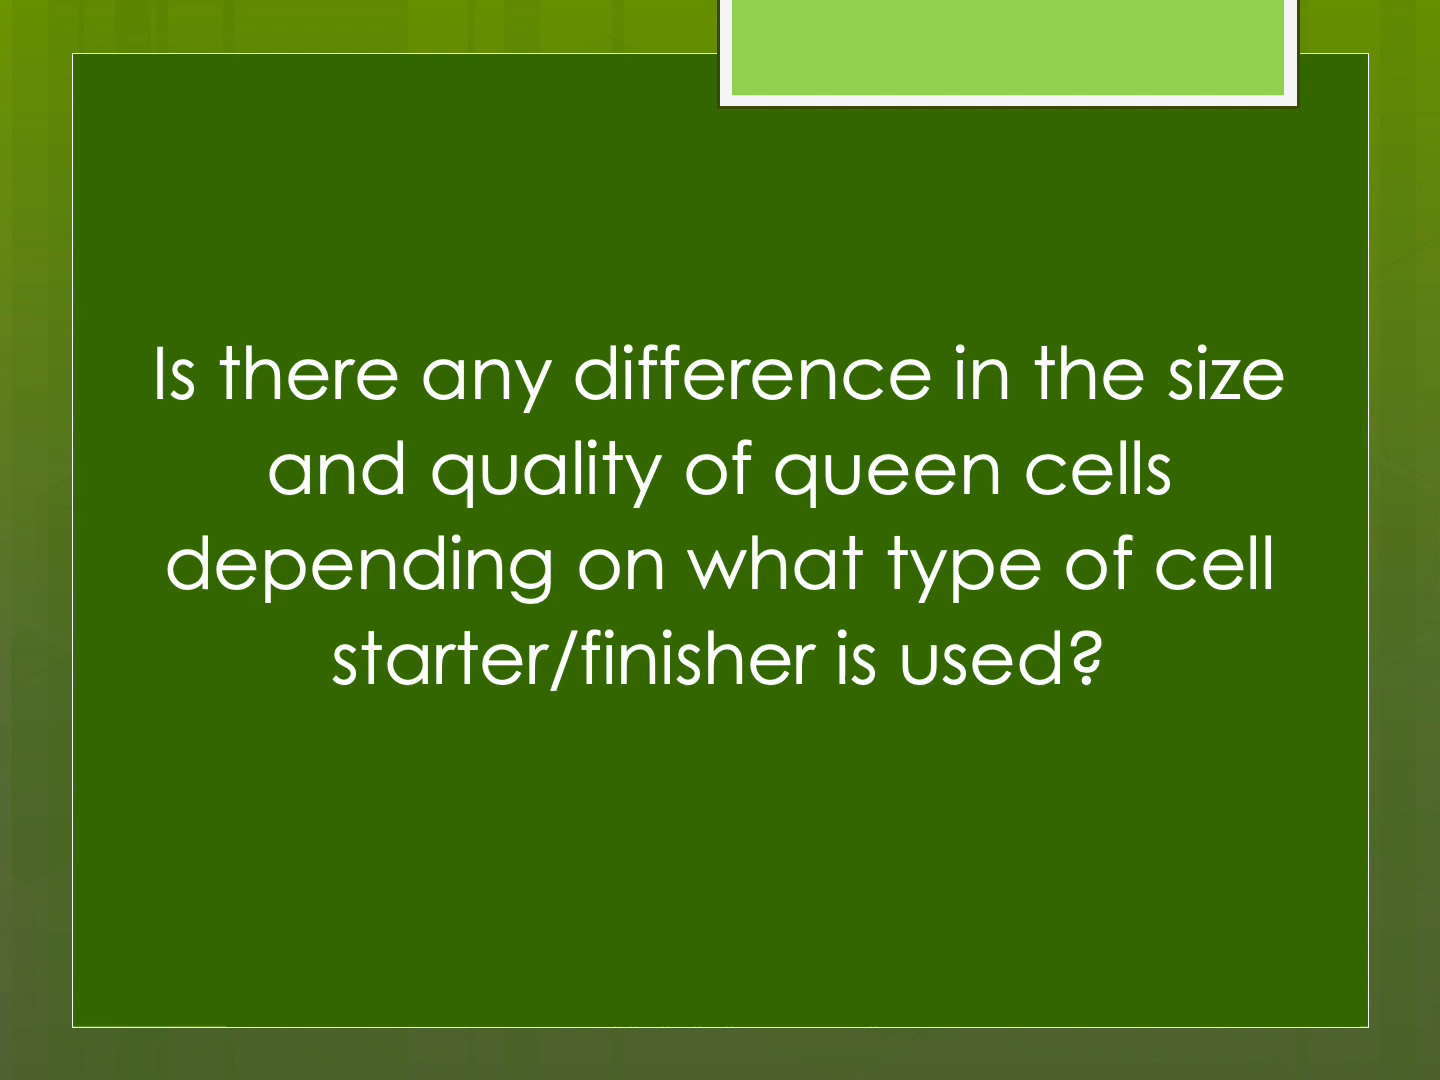 Is there any difference in the size
and quality of queen cells
depending on what type of cell
starter/finisher is used?